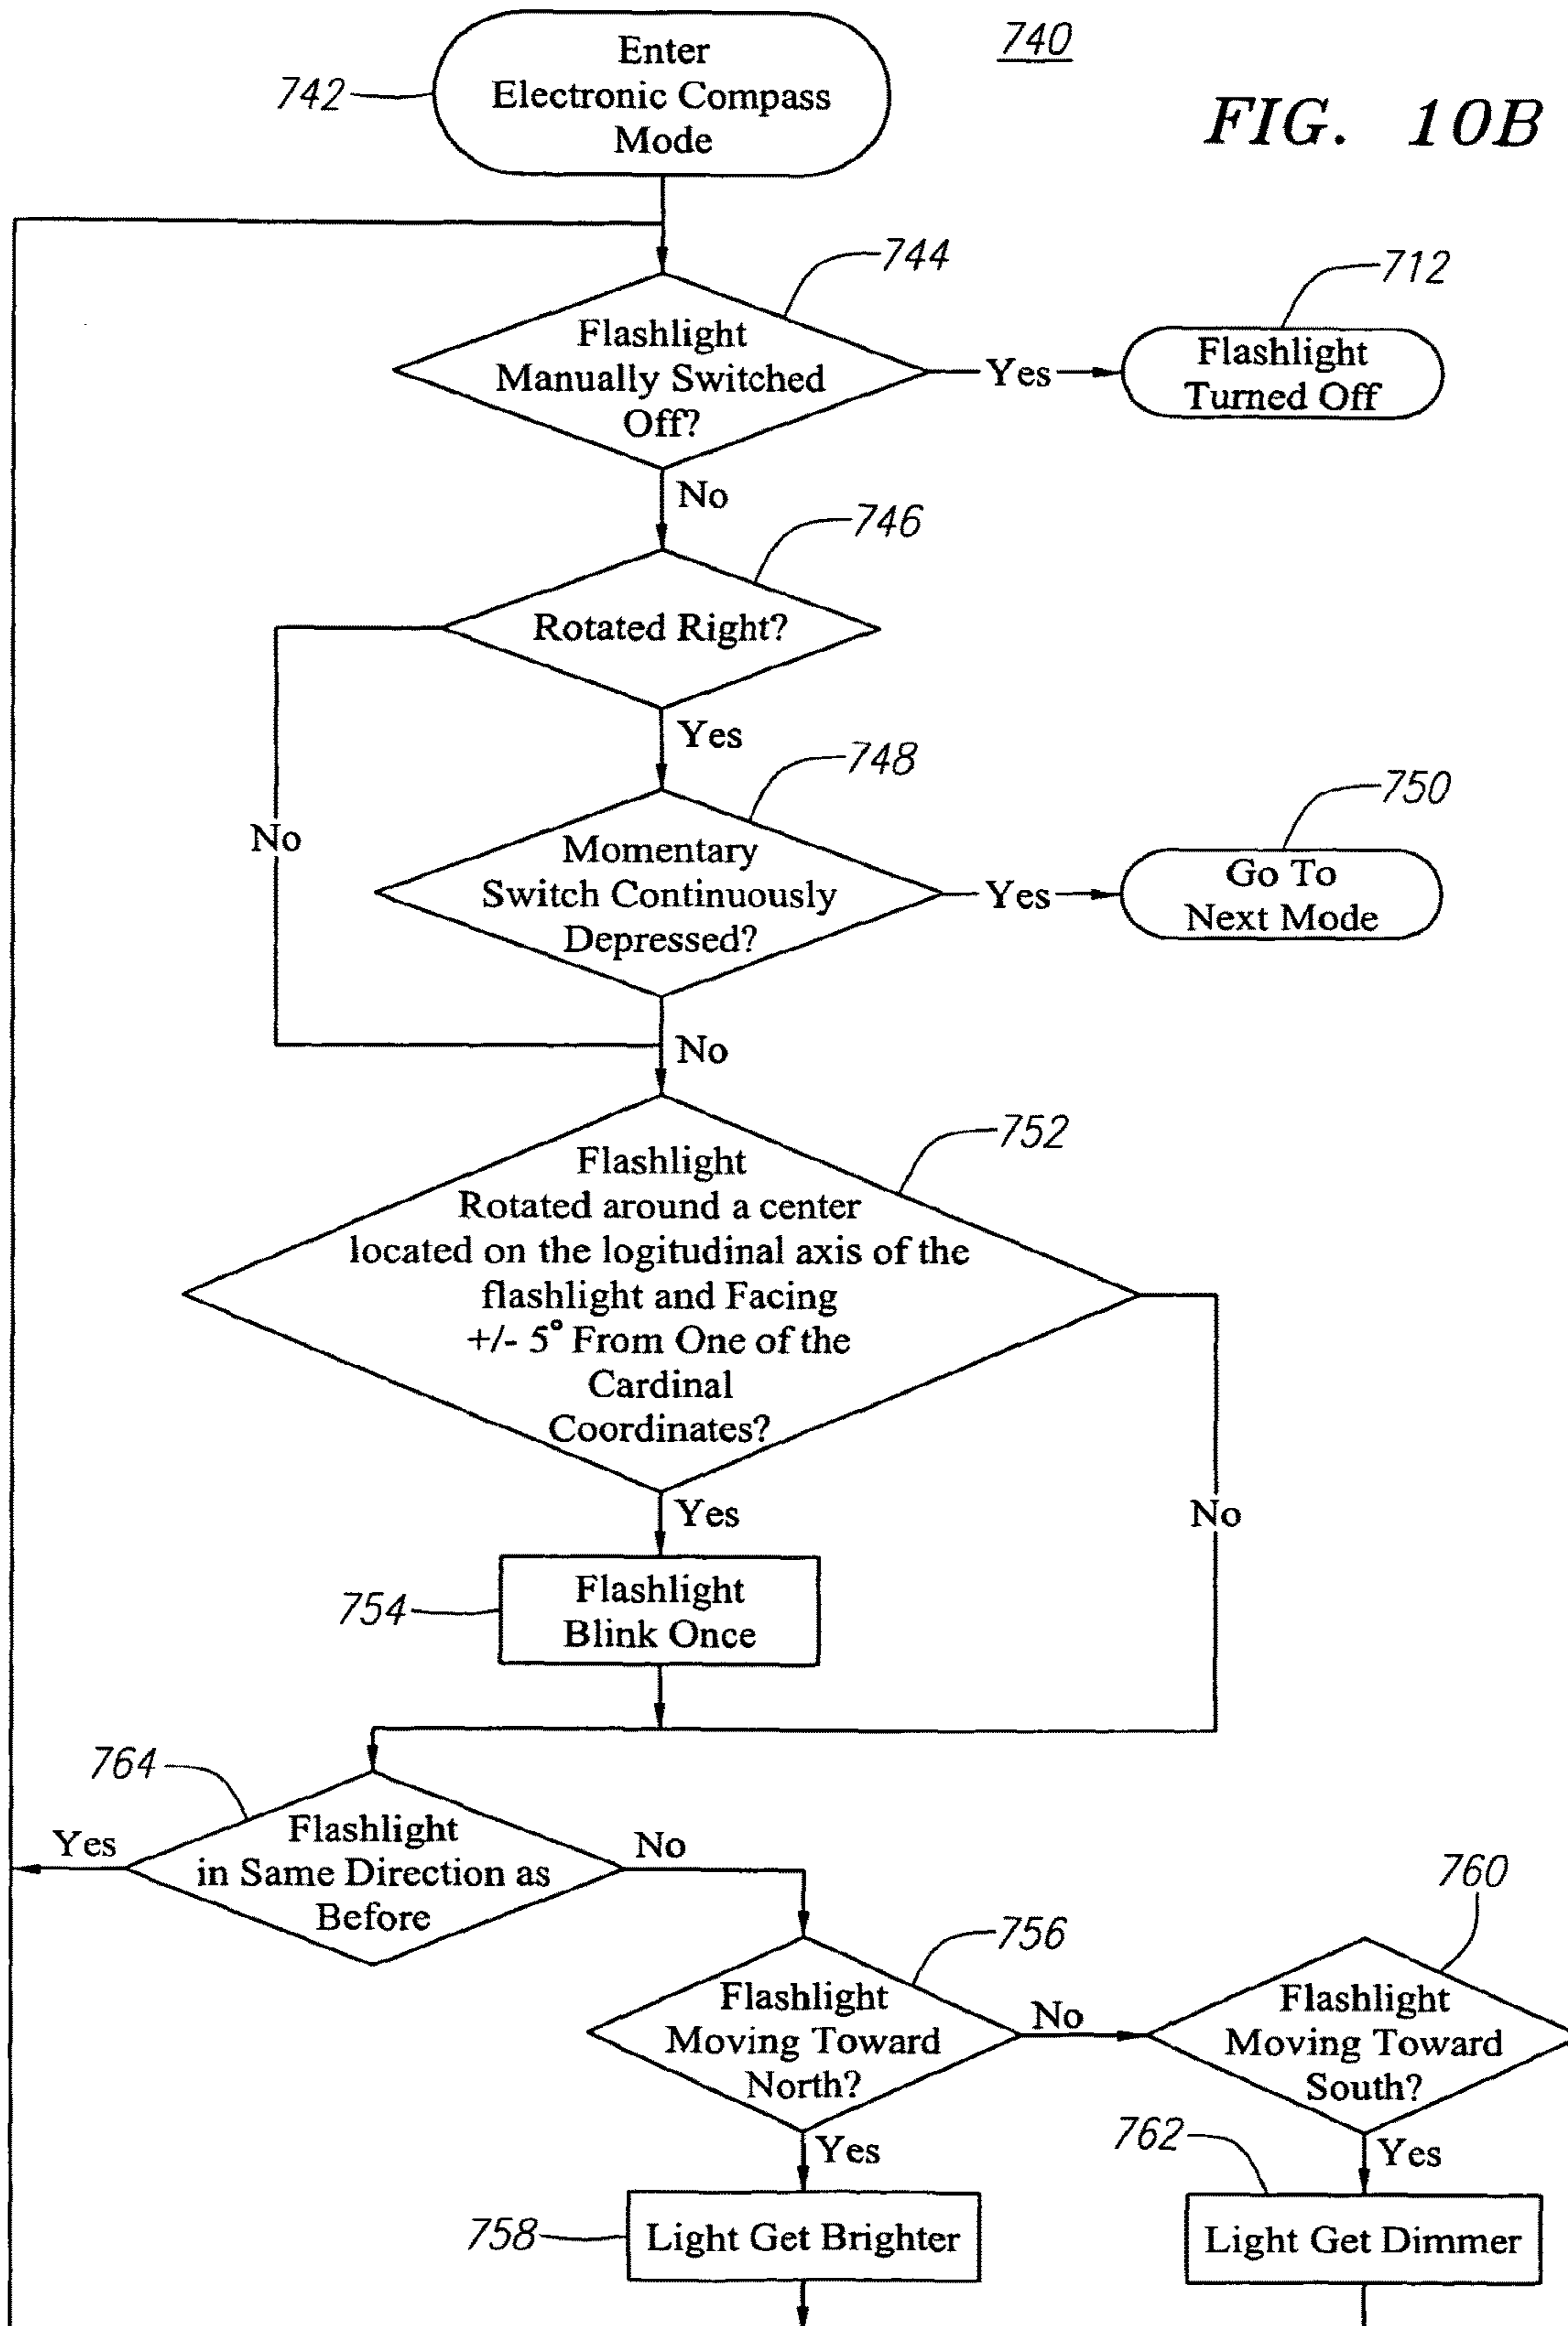 740
FIG. 10B
742
Enter
Electronic Compass
Mode
744
Flashlight
Manually Switched
Off?
Yes
712
Flashlight
Turned Off
No
746
Rotated Right?
No
Yes
748
Momentary
Switch Continuously
Depressed?
Yes
750
Go To
Next Mode
No
752
Flashlight
Rotated around a center
located on the logitudinal axis of the
flashlight and Facing
+/- 5° From One of the
Cardinal
Coordinates?
Yes
No
754
Flashlight
Blink Once
764
Yes
Flashlight
in Same Direction as
Before
No
756
Flashlight
Moving Toward
North?
No
760
Flashlight
Moving Toward
South?
Yes
758
Light Get Brighter
762
Yes
Light Get Dimmer